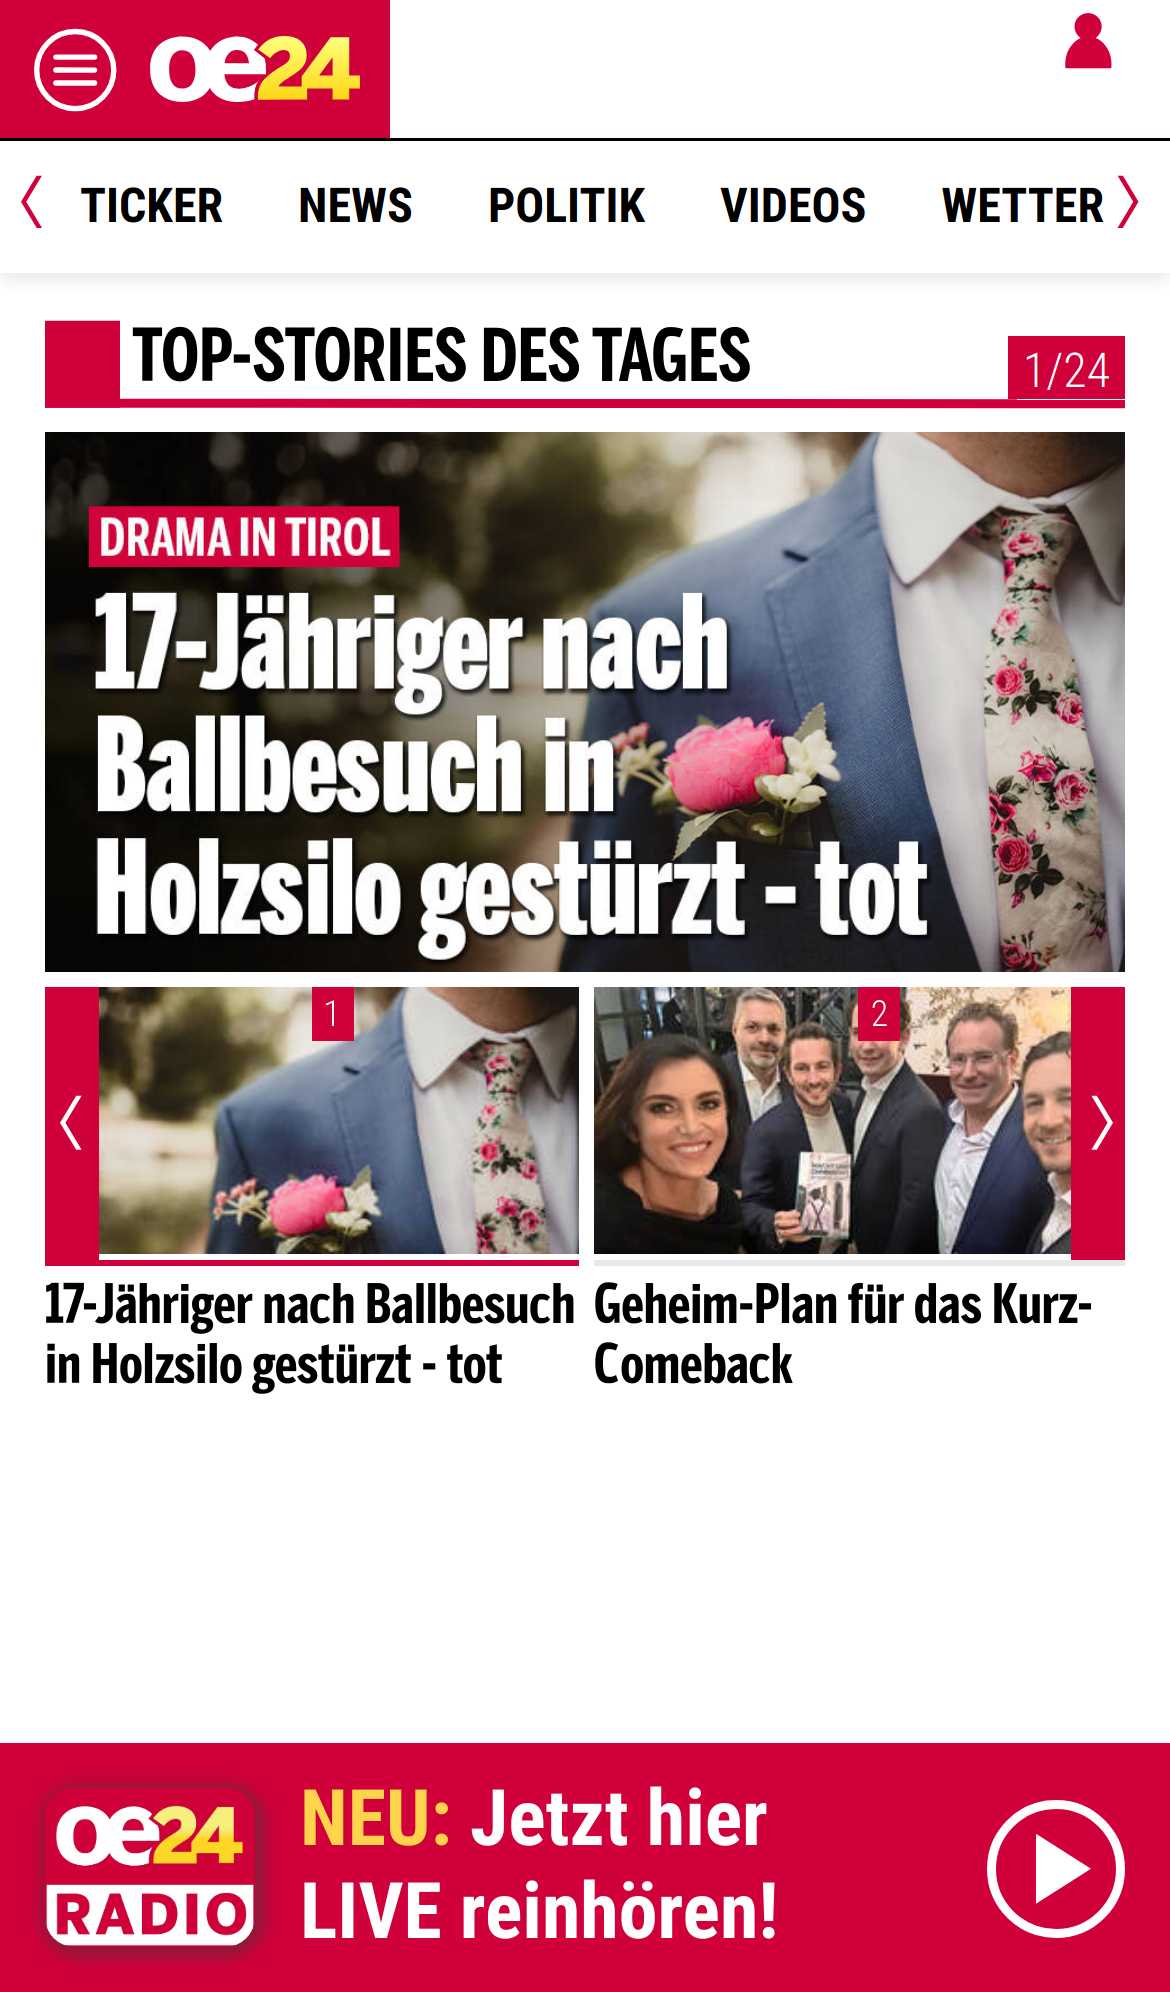 oe24
TICKER NEWS POLITIK VIDEOS WETTER
TOP-STORIES DES TAGES
1/24
DRAMA IN TIROL
17-Jähriger nach
Ballbesuch in
Holzsilo gestürzt - tot
1
2
17-Jähriger nach Ballbesuch
in Holzsilo gestürzt - tot
Geheim-Plan für das Kurz-
Comeback
oe24
RADIO
NEU: Jetzt hier
LIVE reinhören!